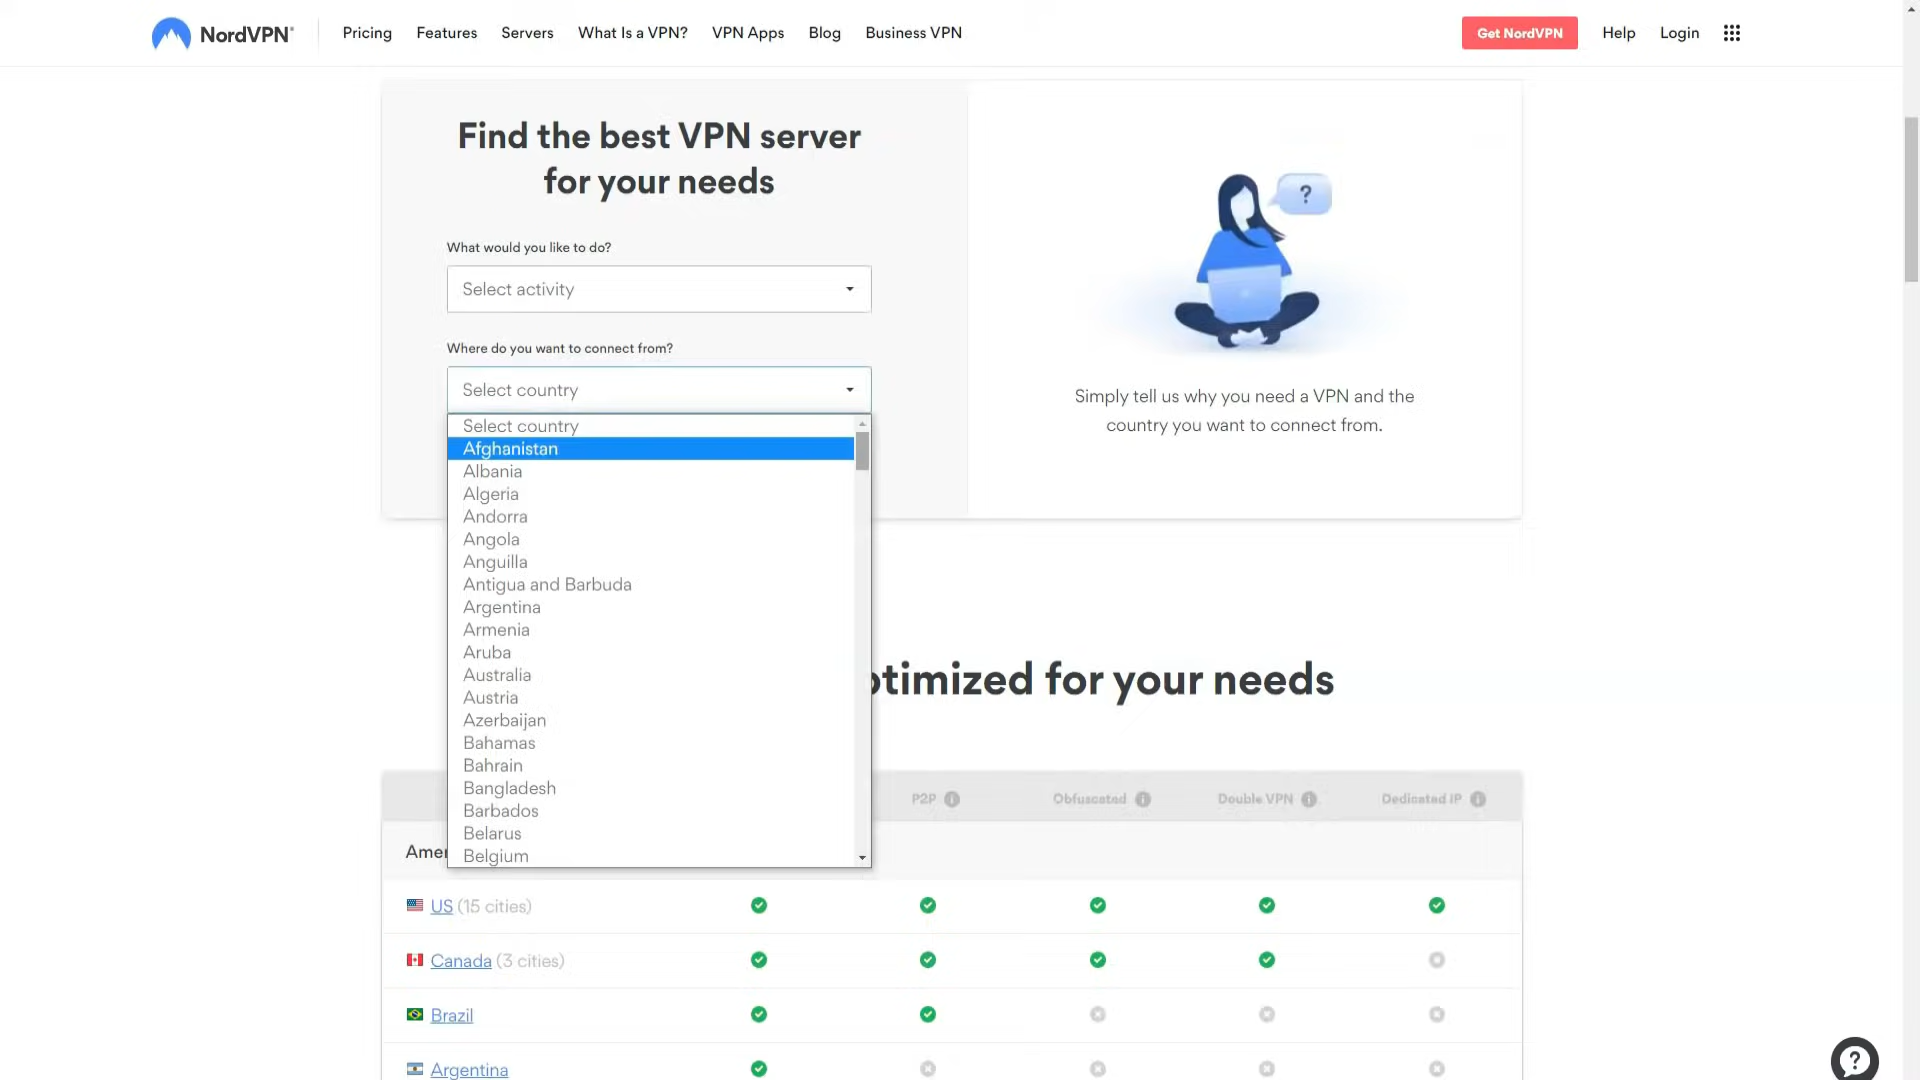 NordVPN®
Pricing
Features
Servers
What Is a VPN?
VPN Apps
Blog
Business VPN
Get NordVPN
Help
Login
Find the best VPN server
for your needs
What would you like to do?
Select activity
Where do you want to connect from?
Select country
Select country
Afghanistan
Albania
Algeria
Andorra
Angola
Anguilla
Antigua and Barbuda
Argentina
Armenia
Aruba
Australia
Austria
Azerbaijan
Bahamas
Bahrain
Bangladesh
Barbados
Belarus
Belgium
?
Simply tell us why you need a VPN and the
country you want to connect from.
ptimized for your needs
P2P
Obfuscated
Double VPN
Dedicated IP
Amer
US (15 cities)
Canada (3 cities)
Brazil
Argentina
?